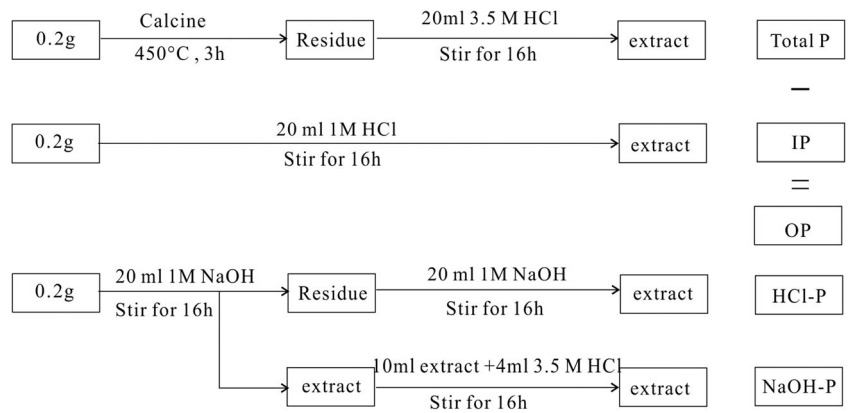 Calcine
20ml 3.5 M HCl
0.2g
Residue
extract
Total P
450°C , 3h
Stir for 16h
−
20 ml 1M HCl
0.2g
extract
IP
Stir for 16h
=
OP
20 ml 1M NaOH
20 ml 1M NaOH
0.2g
Residue
extract
HCl-P
Stir for 16h
Stir for 16h
10ml extract +4ml 3.5 M HCl
extract
extract
NaOH-P
Stir for 16h